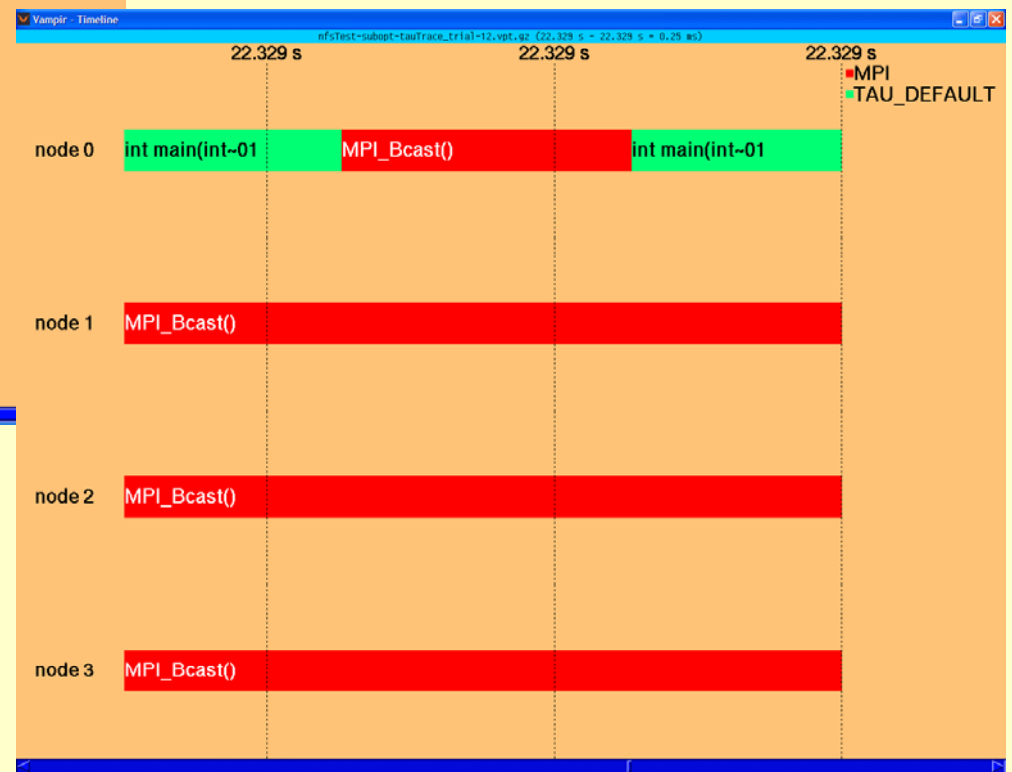 Vampir - Timeline
nfsTest-subopt-tauTrace_trial-12.vpt.gz (22.329 s - 22.329 s = 0.25 ms)
22.329 s 22.329 s 22.329 s
MPI
TAU_DEFAULT
node 0 int main(int~01 MPI_Bcast() int main(int~01
node 1 MPI_Bcast()
node 2 MPI_Bcast()
node 3 MPI_Bcast()